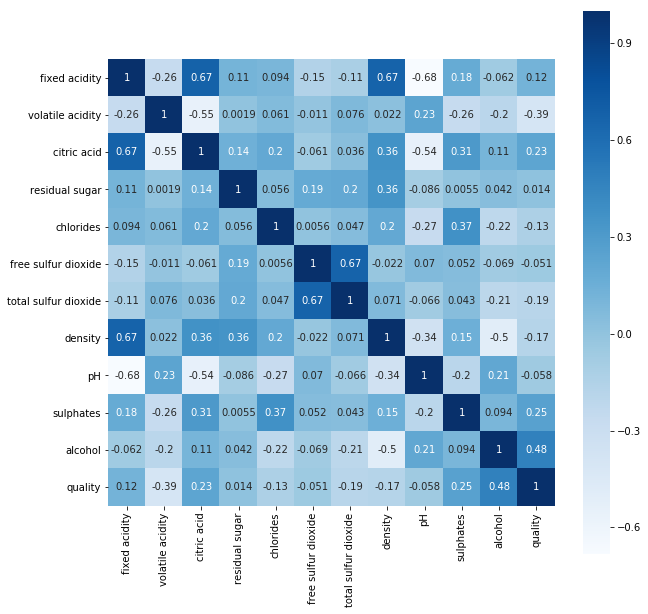 fixed acidity 1 -0.26 0.67 0.11 0.094 -0.15 -0.11 0.67 -0.68 0.18 -0.062 0.12
volatile acidity -0.26 1 -0.55 0.0019 0.061 -0.011 0.076 0.022 0.23 -0.26 -0.2 -0.39
citric acid 0.67 -0.55 1 0.14 0.2 -0.061 0.036 0.36 -0.54 0.31 0.11 0.23
residual sugar 0.11 0.0019 0.14 1 0.056 0.19 0.2 0.36 -0.086 0.0055 0.042 0.014
chlorides 0.094 0.061 0.2 0.056 1 0.0056 0.047 0.2 -0.27 0.37 -0.22 -0.13
free sulfur dioxide -0.15 -0.011 -0.061 0.19 0.0056 1 0.67 -0.022 0.07 0.052 -0.069 -0.051
total sulfur dioxide -0.11 0.076 0.036 0.2 0.047 0.67 1 0.071 -0.066 0.043 -0.21 -0.19
density 0.67 0.022 0.36 0.36 0.2 -0.022 0.071 1 -0.34 0.15 -0.5 -0.17
pH -0.68 0.23 -0.54 -0.086 -0.27 0.07 -0.066 -0.34 1 -0.2 0.21 -0.058
sulphates 0.18 -0.26 0.31 0.0055 0.37 0.052 0.043 0.15 -0.2 1 0.094 0.25
alcohol -0.062 -0.2 0.11 0.042 -0.22 -0.069 -0.21 -0.5 0.21 0.094 1 0.48
quality 0.12 -0.39 0.23 0.014 -0.13 -0.051 -0.19 -0.17 -0.058 0.25 0.48 1
fixed acidity
volatile acidity
citric acid
residual sugar
chlorides
free sulfur dioxide
total sulfur dioxide
density
pH
sulphates
alcohol
quality
0.9
0.6
0.3
0.0
−0.3
−0.6